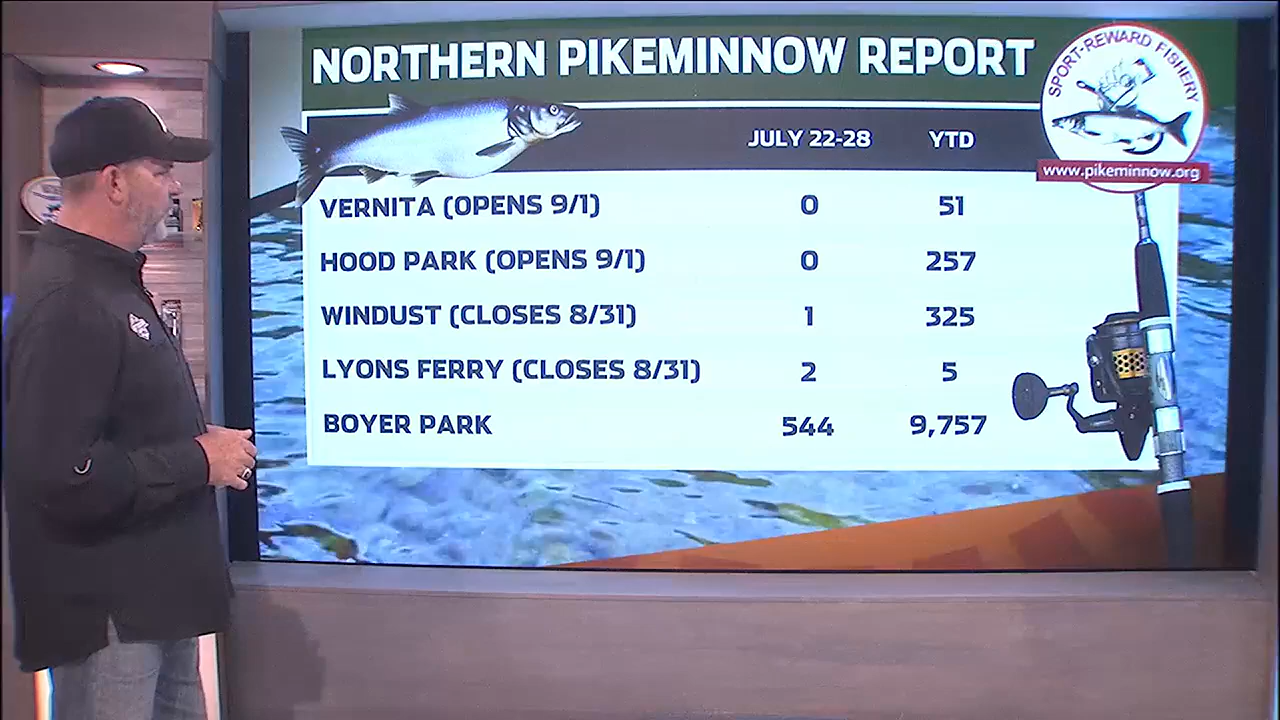 NORTHERN PIKEMINNOW REPORT
SPORT-REWARD FISHERY
www.pikeminnow.org
JULY 22-28 YTD
VERNITA (OPENS 9/1) 0 51
HOOD PARK (OPENS 9/1) 0 257
WINDUST (CLOSES 8/31) 1 325
LYONS FERRY (CLOSES 8/31) 2 5
BOYER PARK 544 9,757